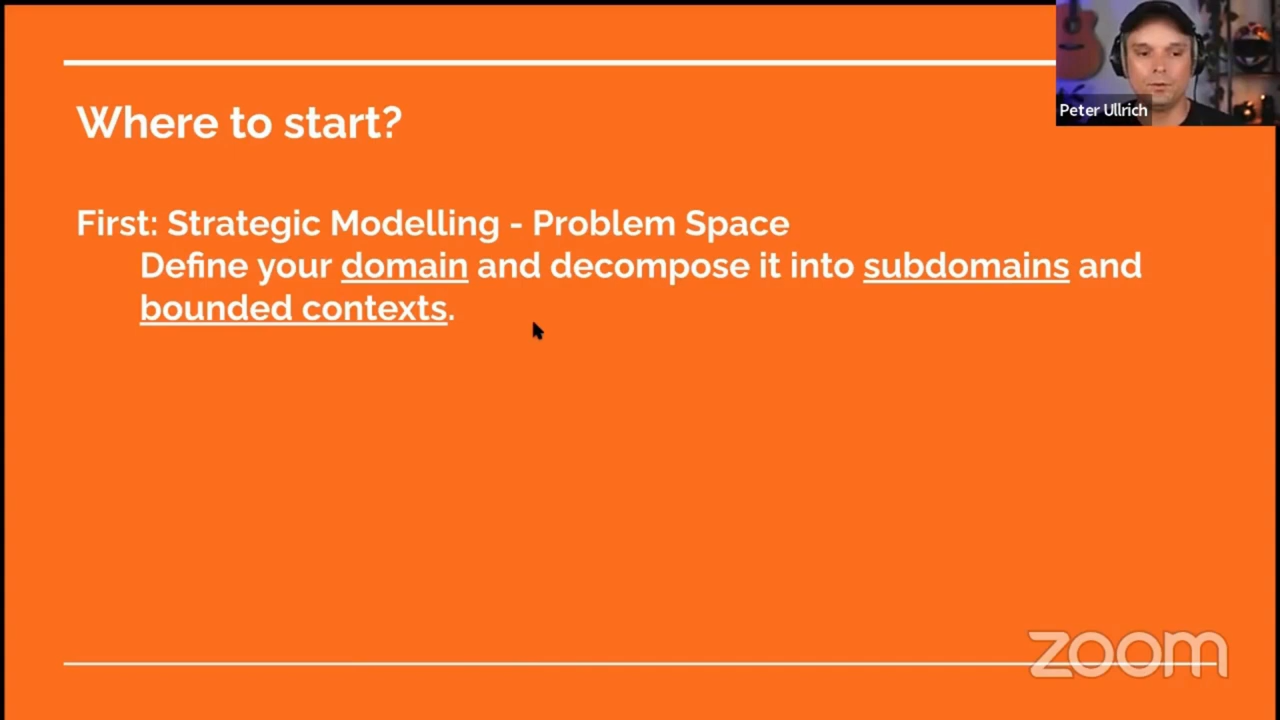 Where to start?
Peter Ullrich
First: Strategic Modelling - Problem Space
Define your domain and decompose it into subdomains and
bounded contexts.
zoom